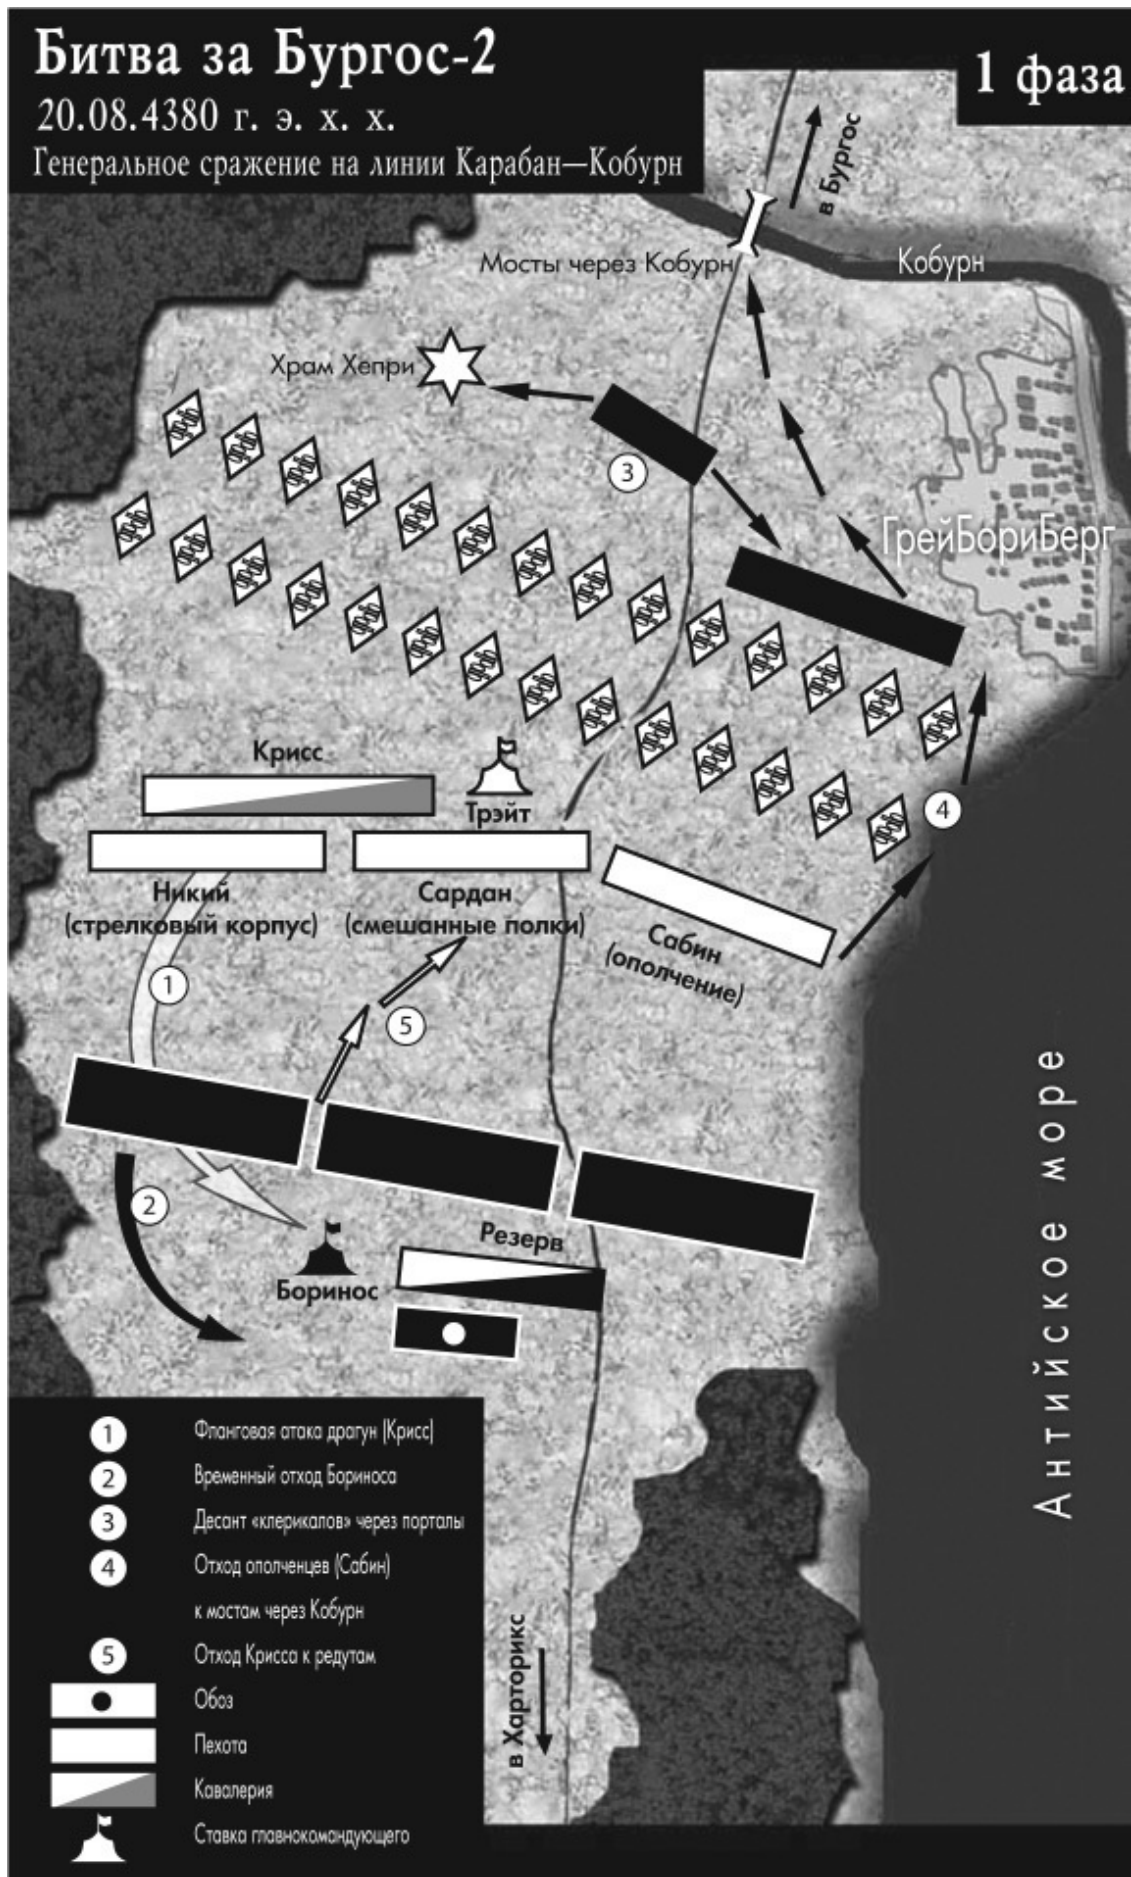 Битва за Бургос-2
1 фаза
20.08.4380 г. э. х. х.
Генеральное сражение на линии Карабан—Кобурн
в Бургос
Мосты через Кобурн
Кобурн
Храм Хепри
3
ГрейБориБерг
Крисс
Трэйт
4
Никий
(стрелковый корпус)
Сардан
(смешанные полки)
Сабин
(ополчение)
1
5
Антийское море
2
Резерв
Боринос
1 Фланговая атака драгун (Крисс)
2 Временный отход Бориноса
3 Десант «клерикалов» через порталы
4 Отход ополченцев (Сабин)
к мостам через Кобурн
5 Отход Крисса к редутам
Обоз
Пехота
Кавалерия
Ставка главнокомандующего
в Харторикс